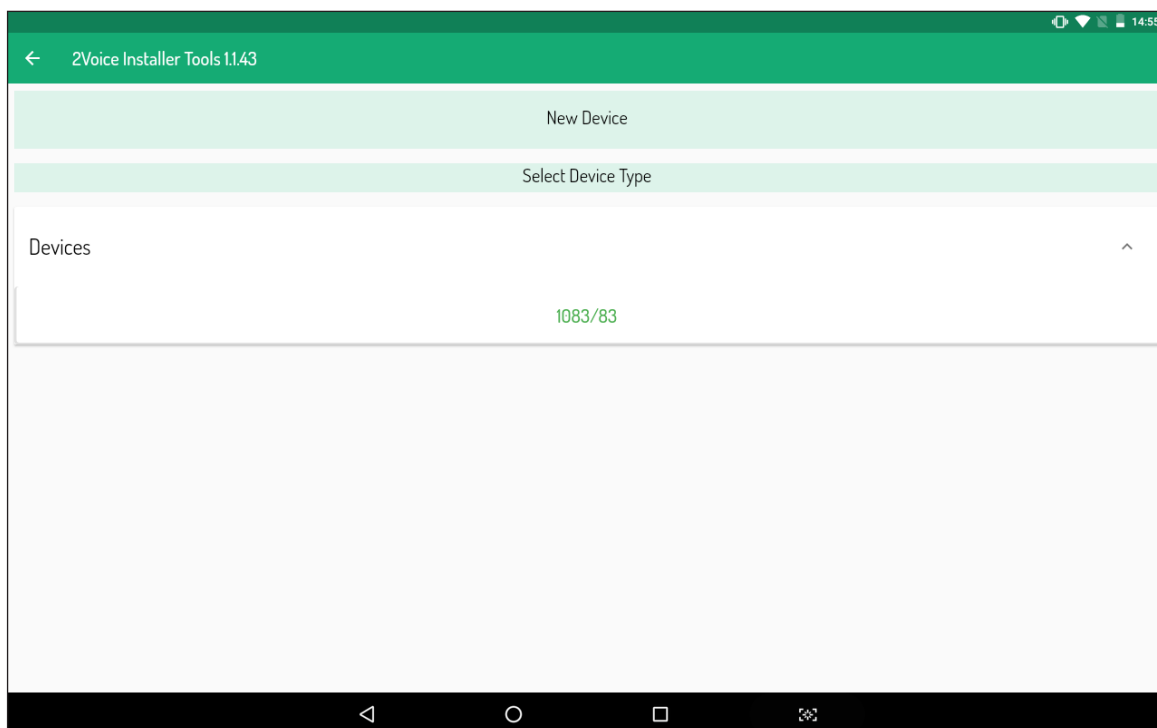 14:55
2Voice Installer Tools 1.1.43
New Device
Select Device Type
Devices
1083/83